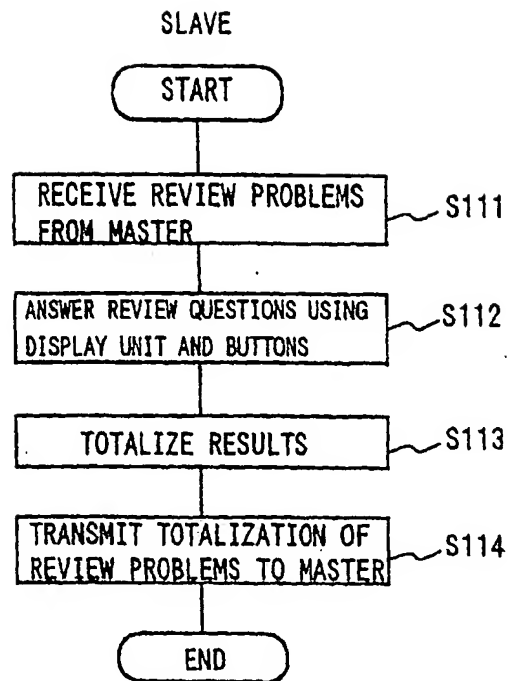 SLAVE
START
RECEIVE REVIEW PROBLEMS
FROM MASTER
S111
ANSWER REVIEW QUESTIONS USING
DISPLAY UNIT AND BUTTONS
S112
TOTALIZE RESULTS
S113
TRANSMIT TOTALIZATION OF
REVIEW PROBLEMS TO MASTER
S114
END